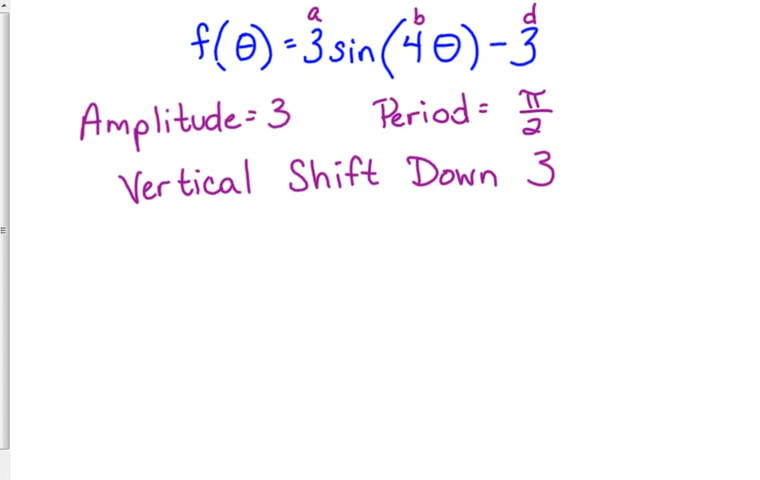 a b d
f(θ) = 3 sin(4θ) - 3
Amplitude = 3 Period = π/2
Vertical Shift Down 3